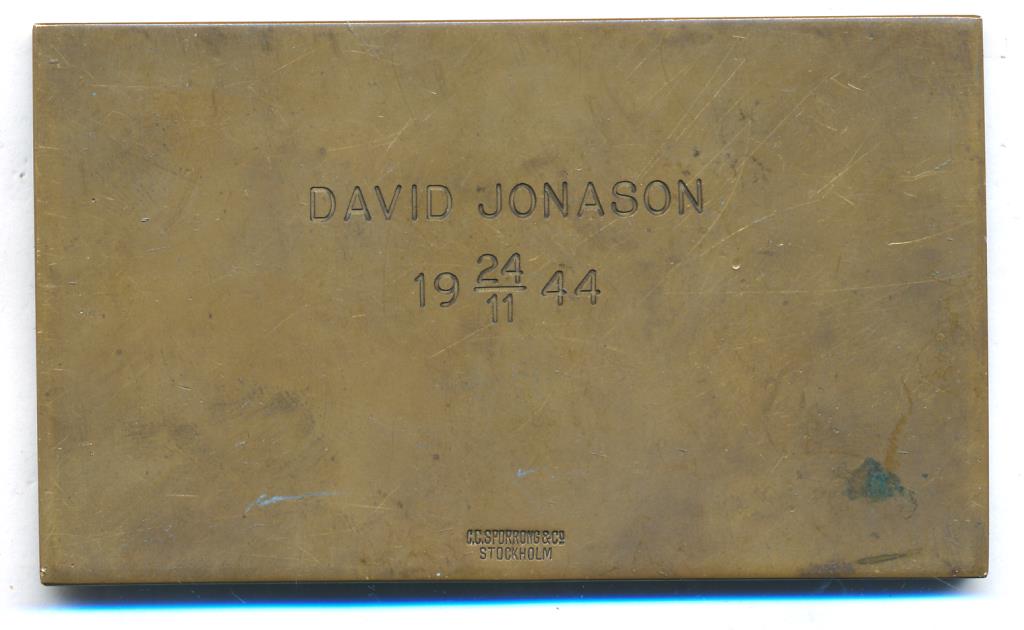 DAVID JONASON
19 24/11 44
C.C. SPORRONG & Co
STOCKHOLM